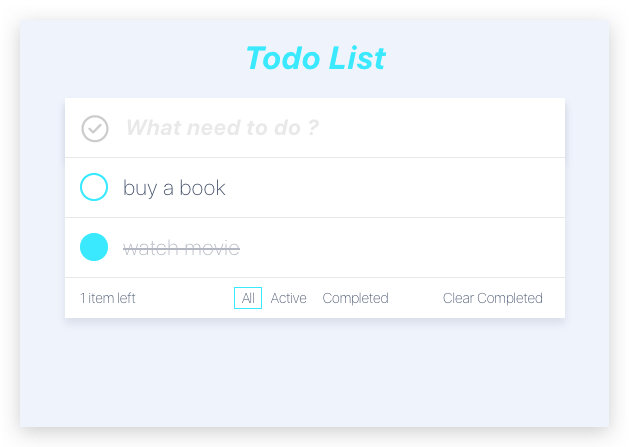 Todo List
What need to do ?
buy a book
watch movie
1 item left All Active Completed Clear Completed